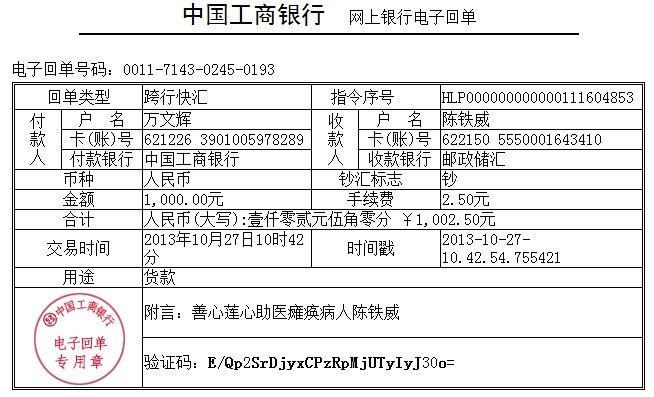 中国工商银行 网上银行电子回单
电子回单号码：0011-7143-0245-0193
回单类型 跨行快汇 指令序号 HLP000000000000111604853
付款人 户 名 万文辉 收款人 户 名 陈铁威
卡(账)号 621226 3901005978289 卡(账)号 622150 5550001643410
付款银行 中国工商银行 收款银行 邮政储汇
币种 人民币 钞汇标志 钞
金额 1,000.00元 手续费 2.50元
合计 人民币(大写):壹仟零贰元伍角零分 ￥1,002.50元
交易时间 2013年10月27日10时42分 时间戳 2013-10-27-10.42.54.755421
用途 货款
中国工商银行
电子回单
专用章
附言：善心莲心助医瘫痪病人陈铁威
验证码：E/Qp2SrDjyxCPzRpMjUTyIyJ30o=